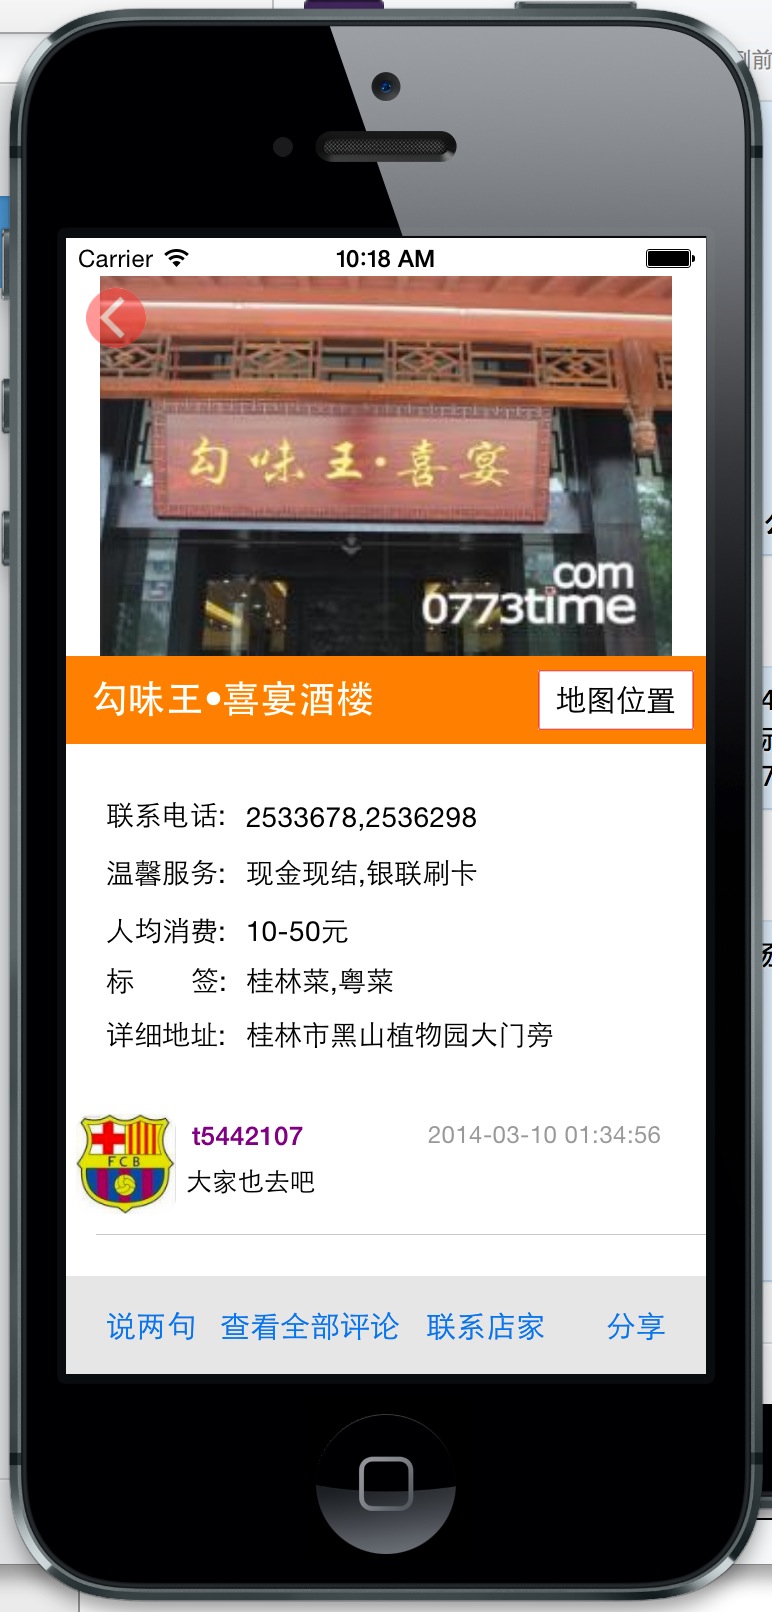 Carrier
10:18 AM
勾味王·喜宴
com
0773time
勾味王•喜宴酒楼
地图位置
联系电话: 2533678,2536298
温馨服务: 现金现结,银联刷卡
人均消费: 10-50元
标 签: 桂林菜,粤菜
详细地址: 桂林市黑山植物园大门旁
FCB
t5442107
2014-03-10 01:34:56
大家也去吧
说两句 查看全部评论 联系店家 分享